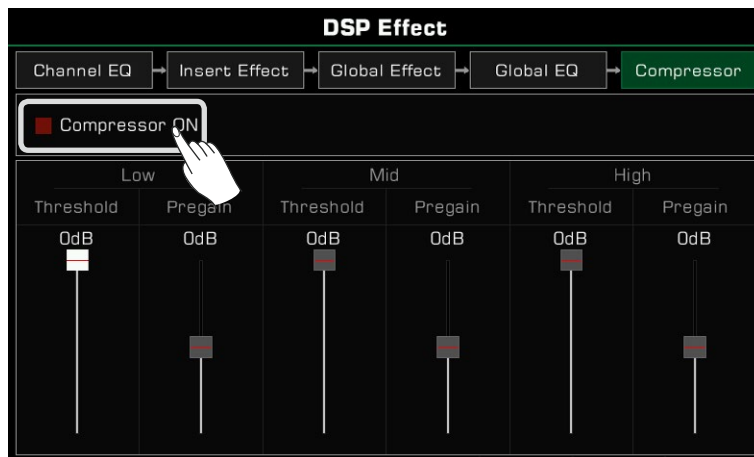 DSP Effect
Channel EQ Insert Effect Global Effect Global EQ Compressor
Compressor ON
Low Mid High
Threshold Pregain Threshold Pregain Threshold Pregain
0dB 0dB 0dB 0dB 0dB 0dB